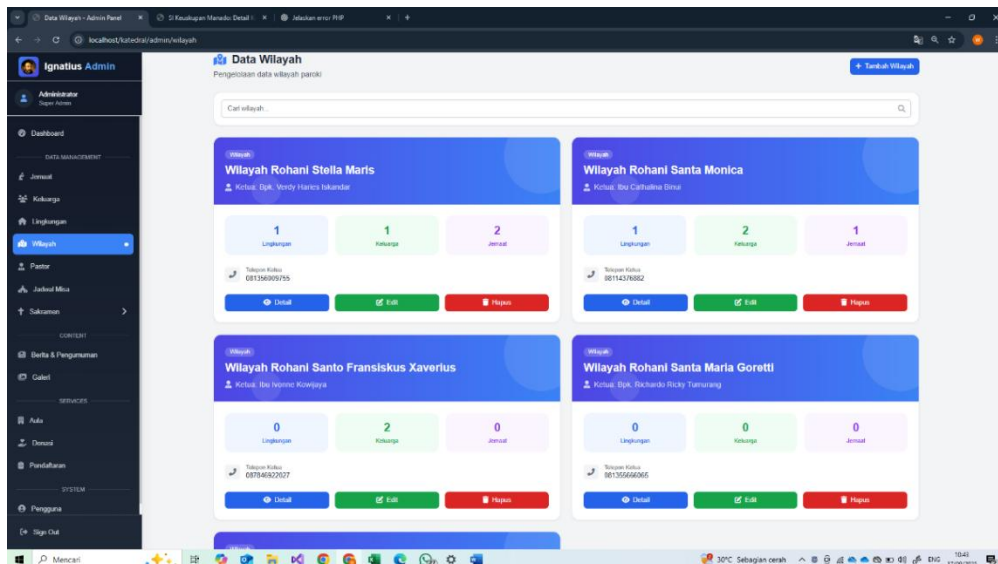 Data Wilayah - Admin Panel
SI Keuskupan Manado: Detail
Jelaskan error PHP
localhost/katedral/admin/wilayah
Ignatius Admin
Administrator
Super Admin
Dashboard
DATA MANAGEMENT
Jemaat
Keluarga
Lingkungan
Wilayah
Pastor
Jadwal Misa
Sakramen
CONTENT
Berita & Pengumuman
Galeri
SERVICES
Aula
Donasi
Pendaftaran
SYSTEM
Pengguna
Sign Out
Data Wilayah
Pengelolaan data wilayah paroki
+ Tambah Wilayah
Cari wilayah...
Wilayah
Wilayah Rohani Stella Maris
Ketua: Bpk. Verdy Haries Iskandar
1
Lingkungan
1
Keluarga
2
Jemaat
Telepon Ketua
081356009755
Detail
Edit
Hapus
Wilayah
Wilayah Rohani Santa Monica
Ketua: Ibu Cathalina Binui
1
Lingkungan
2
Keluarga
1
Jemaat
Telepon Ketua
08114376882
Detail
Edit
Hapus
Wilayah
Wilayah Rohani Santo Fransiskus Xaverius
Ketua: Ibu Ivonne Kowijaya
0
Lingkungan
2
Keluarga
0
Jemaat
Telepon Ketua
087846922027
Detail
Edit
Hapus
Wilayah
Wilayah Rohani Santa Maria Goretti
Ketua: Bpk. Richardo Ricky Tumurang
0
Lingkungan
0
Keluarga
0
Jemaat
Telepon Ketua
081355666065
Detail
Edit
Hapus
Mencari
30°C Sebagian cerah
ENG
10:43